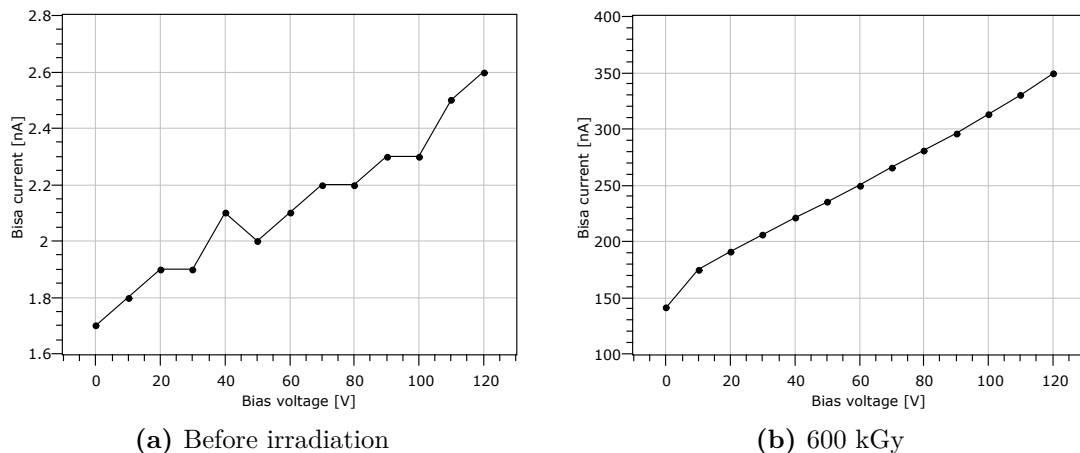 2.8
2.6
2.4
2.2
2
1.8
1.6
Bisa current [nA]
0 20 40 60 80 100 120
Bias voltage [V]
(a) Before irradiation
400
350
300
250
200
150
100
Bisa current [nA]
0 20 40 60 80 100 120
Bias voltage [V]
(b) 600 kGy